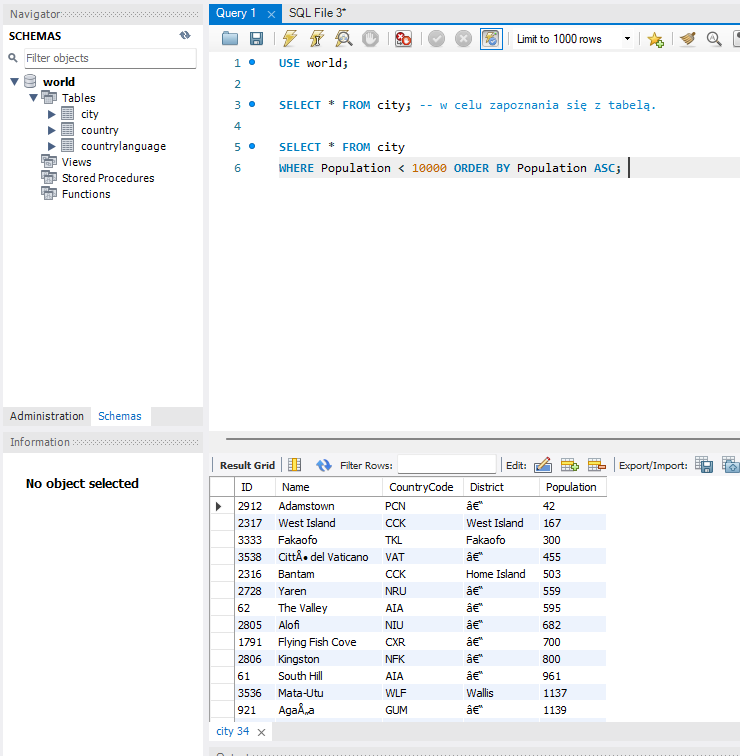 Navigator
Query 1
SQL File 3*
SCHEMAS
Limit to 1000 rows
Filter objects
world
Tables
city
country
countrylanguage
Views
Stored Procedures
Functions
1 USE world;
2
3 SELECT * FROM city; -- w celu zapoznania się z tabelą.
4
5 SELECT * FROM city
6 WHERE Population < 10000 ORDER BY Population ASC;
Administration Schemas
Information
No object selected
Result Grid Filter Rows: Edit: Export/Import:
ID Name CountryCode District Population
2912 Adamstown PCN â€“ 42
2317 West Island CCK West Island 167
3333 Fakaofo TKL Fakaofo 300
3538 CittÅ• del Vaticano VAT â€“ 455
2316 Bantam CCK Home Island 503
2728 Yaren NRU â€“ 559
62 The Valley AIA â€“ 595
2805 Alofi NIU â€“ 682
1791 Flying Fish Cove CXR â€“ 700
2806 Kingston NFK â€“ 800
61 South Hill AIA â€“ 961
3536 Mata-Utu WLF Wallis 1137
921 AgaÅ„a GUM â€“ 1139
city 34